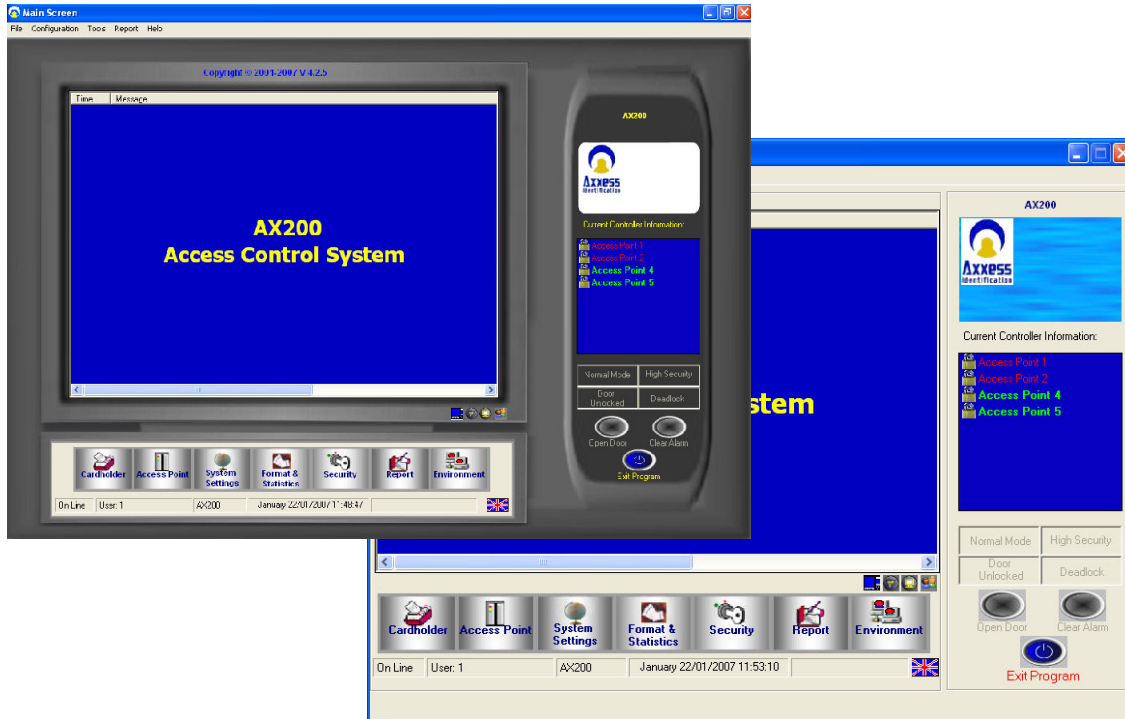 Main Screen
File Configuration Tools Report Help
Copyright © 2001-2007 V 4.2.5
Time Message
AX200
Access Control System
On Line User: 1 AX200 January 22/01/2007 11:48:47
Cardholder Access Point System Settings Format & Statistics Security Report Environment
AX200
Axxess
Identification
Current Controller Information:
Access Point 1
Access Point 2
Access Point 4
Access Point 5
Normal Mode High Security
Door Unlocked Deadlock
Open Door Clear Alarm
Exit Program
stem
Cardholder Access Point System Settings Format & Statistics Security Report Environment
On Line User: 1 AX200 January 22/01/2007 11:53:10
AX200
Axxess
Identification
Current Controller Information:
Access Point 1
Access Point 2
Access Point 4
Access Point 5
Normal Mode High Security
Door Unlocked Deadlock
Open Door Clear Alarm
Exit Program